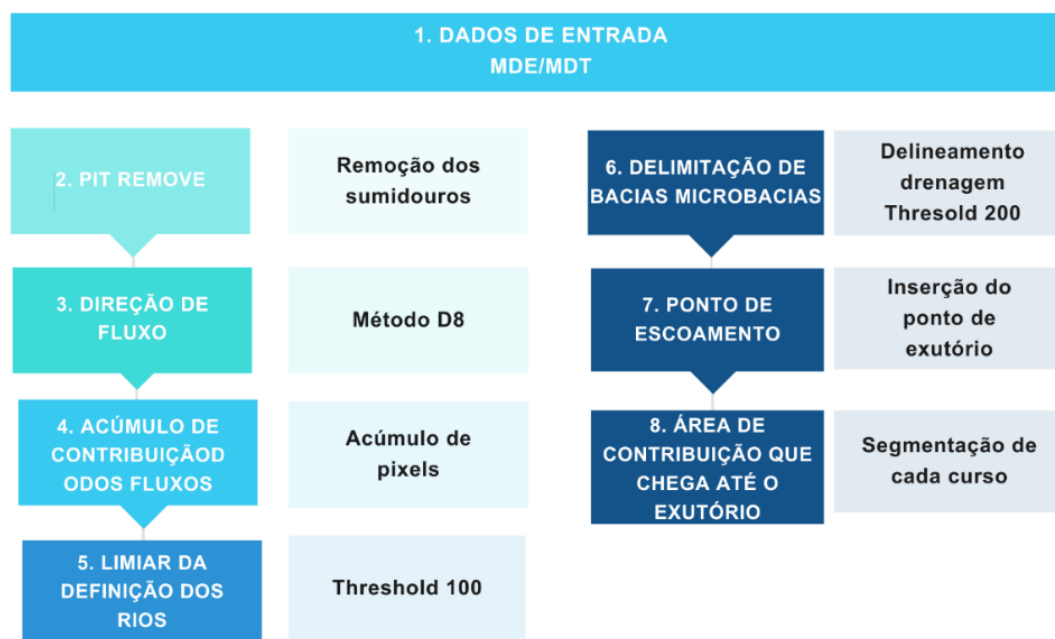 1. DADOS DE ENTRADA
MDE/MDT
2. PIT REMOVE
Remoção dos
sumidouros
3. DIREÇÃO DE
FLUXO
Método D8
4. ACÚMULO DE
CONTRIBUIÇÃOD
ODOS FLUXOS
Acúmulo de
pixels
5. LIMIAR DA
DEFINIÇÃO DOS
RIOS
Threshold 100
6. DELIMITAÇÃO DE
BACIAS MICROBACIAS
Delineamento
drenagem
Thresold 200
7. PONTO DE
ESCOAMENTO
Inserção do
ponto de
exutório
8. ÁREA DE
CONTRIBUIÇÃO QUE
CHEGA ATÉ O
EXUTÓRIO
Segmentação de
cada curso